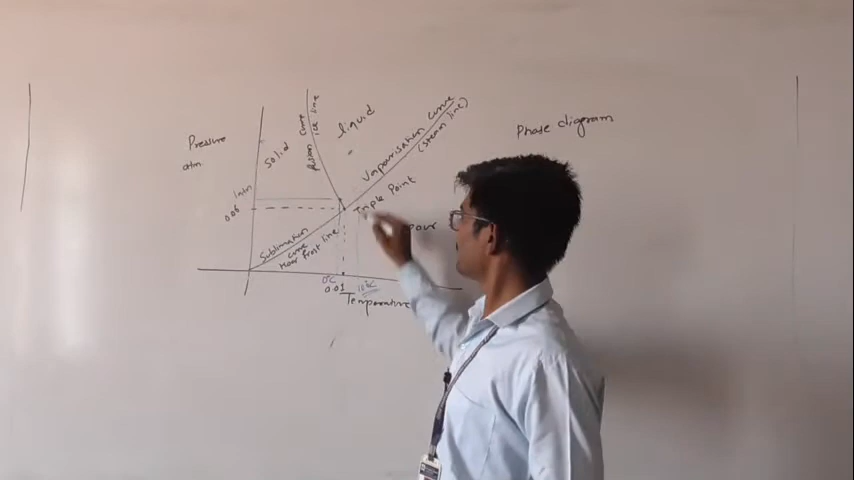 Phase digeram
Pressure
atm
Solid
fusion curve
ice line
liquid
Vaporisation curve
(steam line)
Triple Point
1atm
0.06
Sublimation
curve
Hoar frost line
0°C
0.01
Temperature